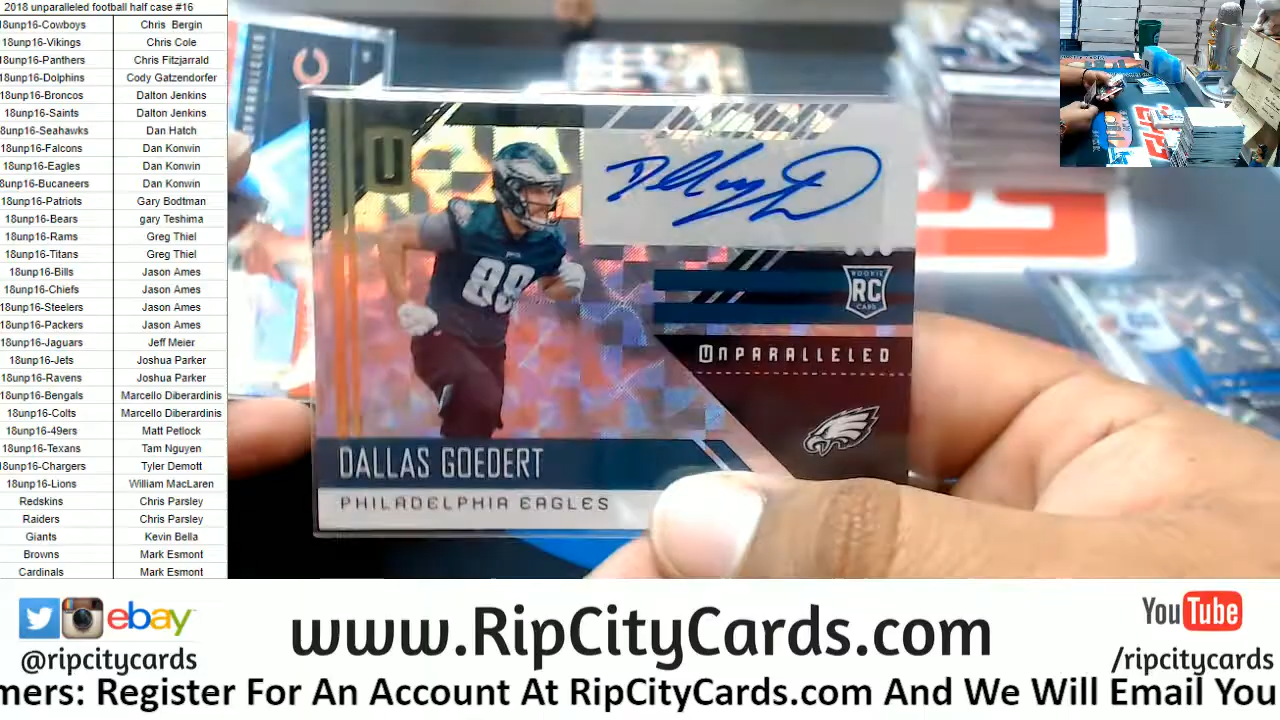 2018 unparalleled football half case #16
18unp16-Cowboys Chris Bergin
18unp16-Vikings Chris Cole
18unp16-Panthers Chris Fitzjarrald
18unp16-Dolphins Cody Gatzendorfer
18unp16-Broncos Dalton Jenkins
18unp16-Saints Dalton Jenkins
8unp16-Seahawks Dan Hatch
18unp16-Falcons Dan Konwin
18unp16-Eagles Dan Konwin
8unp16-Bucaneers Dan Konwin
18unp16-Patriots Gary Bodtman
18unp16-Bears gary Teshima
18unp16-Rams Greg Thiel
18unp16-Titans Greg Thiel
18unp16-Bills Jason Ames
18unp16-Chiefs Jason Ames
18unp16-Steelers Jason Ames
18unp16-Packers Jason Ames
18unp16-Jaguars Jeff Meier
18unp16-Jets Joshua Parker
18unp16-Ravens Joshua Parker
18unp16-Bengals Marcello Diberardinis
18unp16-Colts Marcello Diberardinis
18unp16-49ers Matt Petlock
18unp16-Texans Tam Nguyen
18unp16-Chargers Tyler Demott
18unp16-Lions William MacLaren
Redskins Chris Parsley
Raiders Chris Parsley
Giants Kevin Bella
Browns Mark Esmont
Cardinals Mark Esmont
U
88
ROOKIE
RC
CARD
UNPARALLELED
DALLAS GOEDERT
PHILADELPHIA EAGLES
ebay
@ripcitycards
www.RipCityCards.com
YouTube
/ripcitycards
mers: Register For An Account At RipCityCards.com And We Will Email You